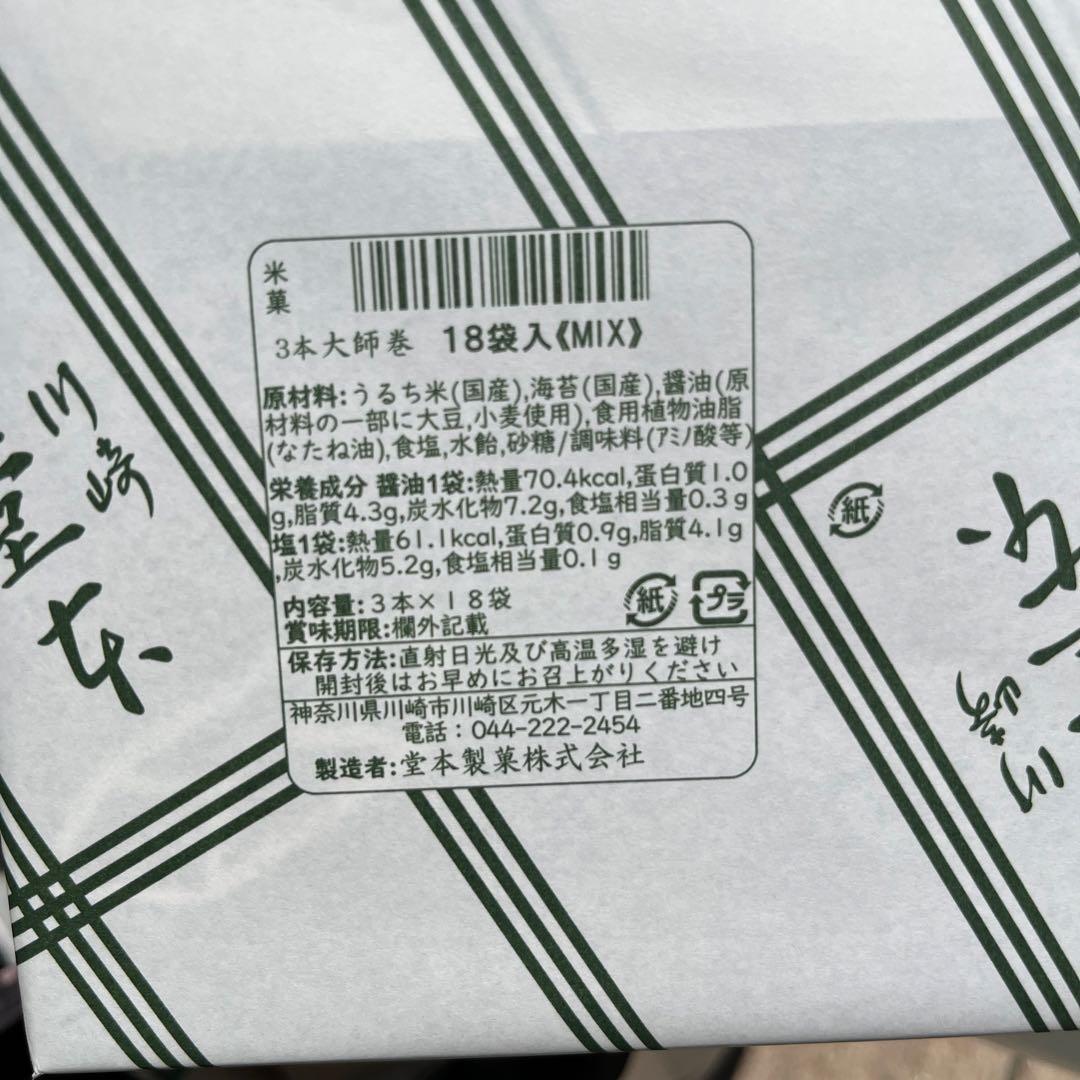 米
菓
3本大師巻 18袋入《MIX》
原材料:うるち米(国産),海苔(国産),醤油(原
材料の一部に大豆,小麦使用),食用植物油脂
(なたね油),食塩,水飴,砂糖/調味料(アミノ酸等)
栄養成分 醤油1袋:熱量70.4kcal,蛋白質1.0
g,脂質4.3g,炭水化物7.2g,食塩相当量0.3g
塩1袋:熱量61.1kcal,蛋白質0.9g,脂質4.1g
,炭水化物5.2g,食塩相当量0.1g
内容量:3本×18袋
賞味期限:欄外記載
紙
プラ
保存方法:直射日光及び高温多湿を避け
開封後はお早めにお召上がりください
神奈川県川崎市川崎区元木一丁目二番地四号
電話:044-222-2454
製造者:堂本製菓株式会社
川崎
堂本
紙
川崎